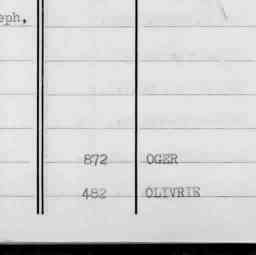 eph,
872 OGER
482 OLIVRIE